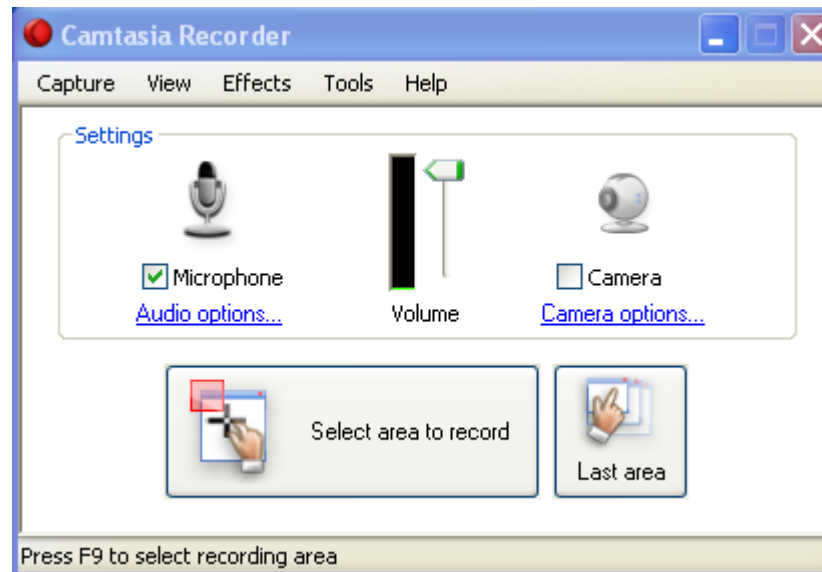 Camtasia Recorder
Capture View Effects Tools Help
Settings
Microphone
Volume
Camera
Audio options...
Camera options...
Select area to record
Last area
Press F9 to select recording area